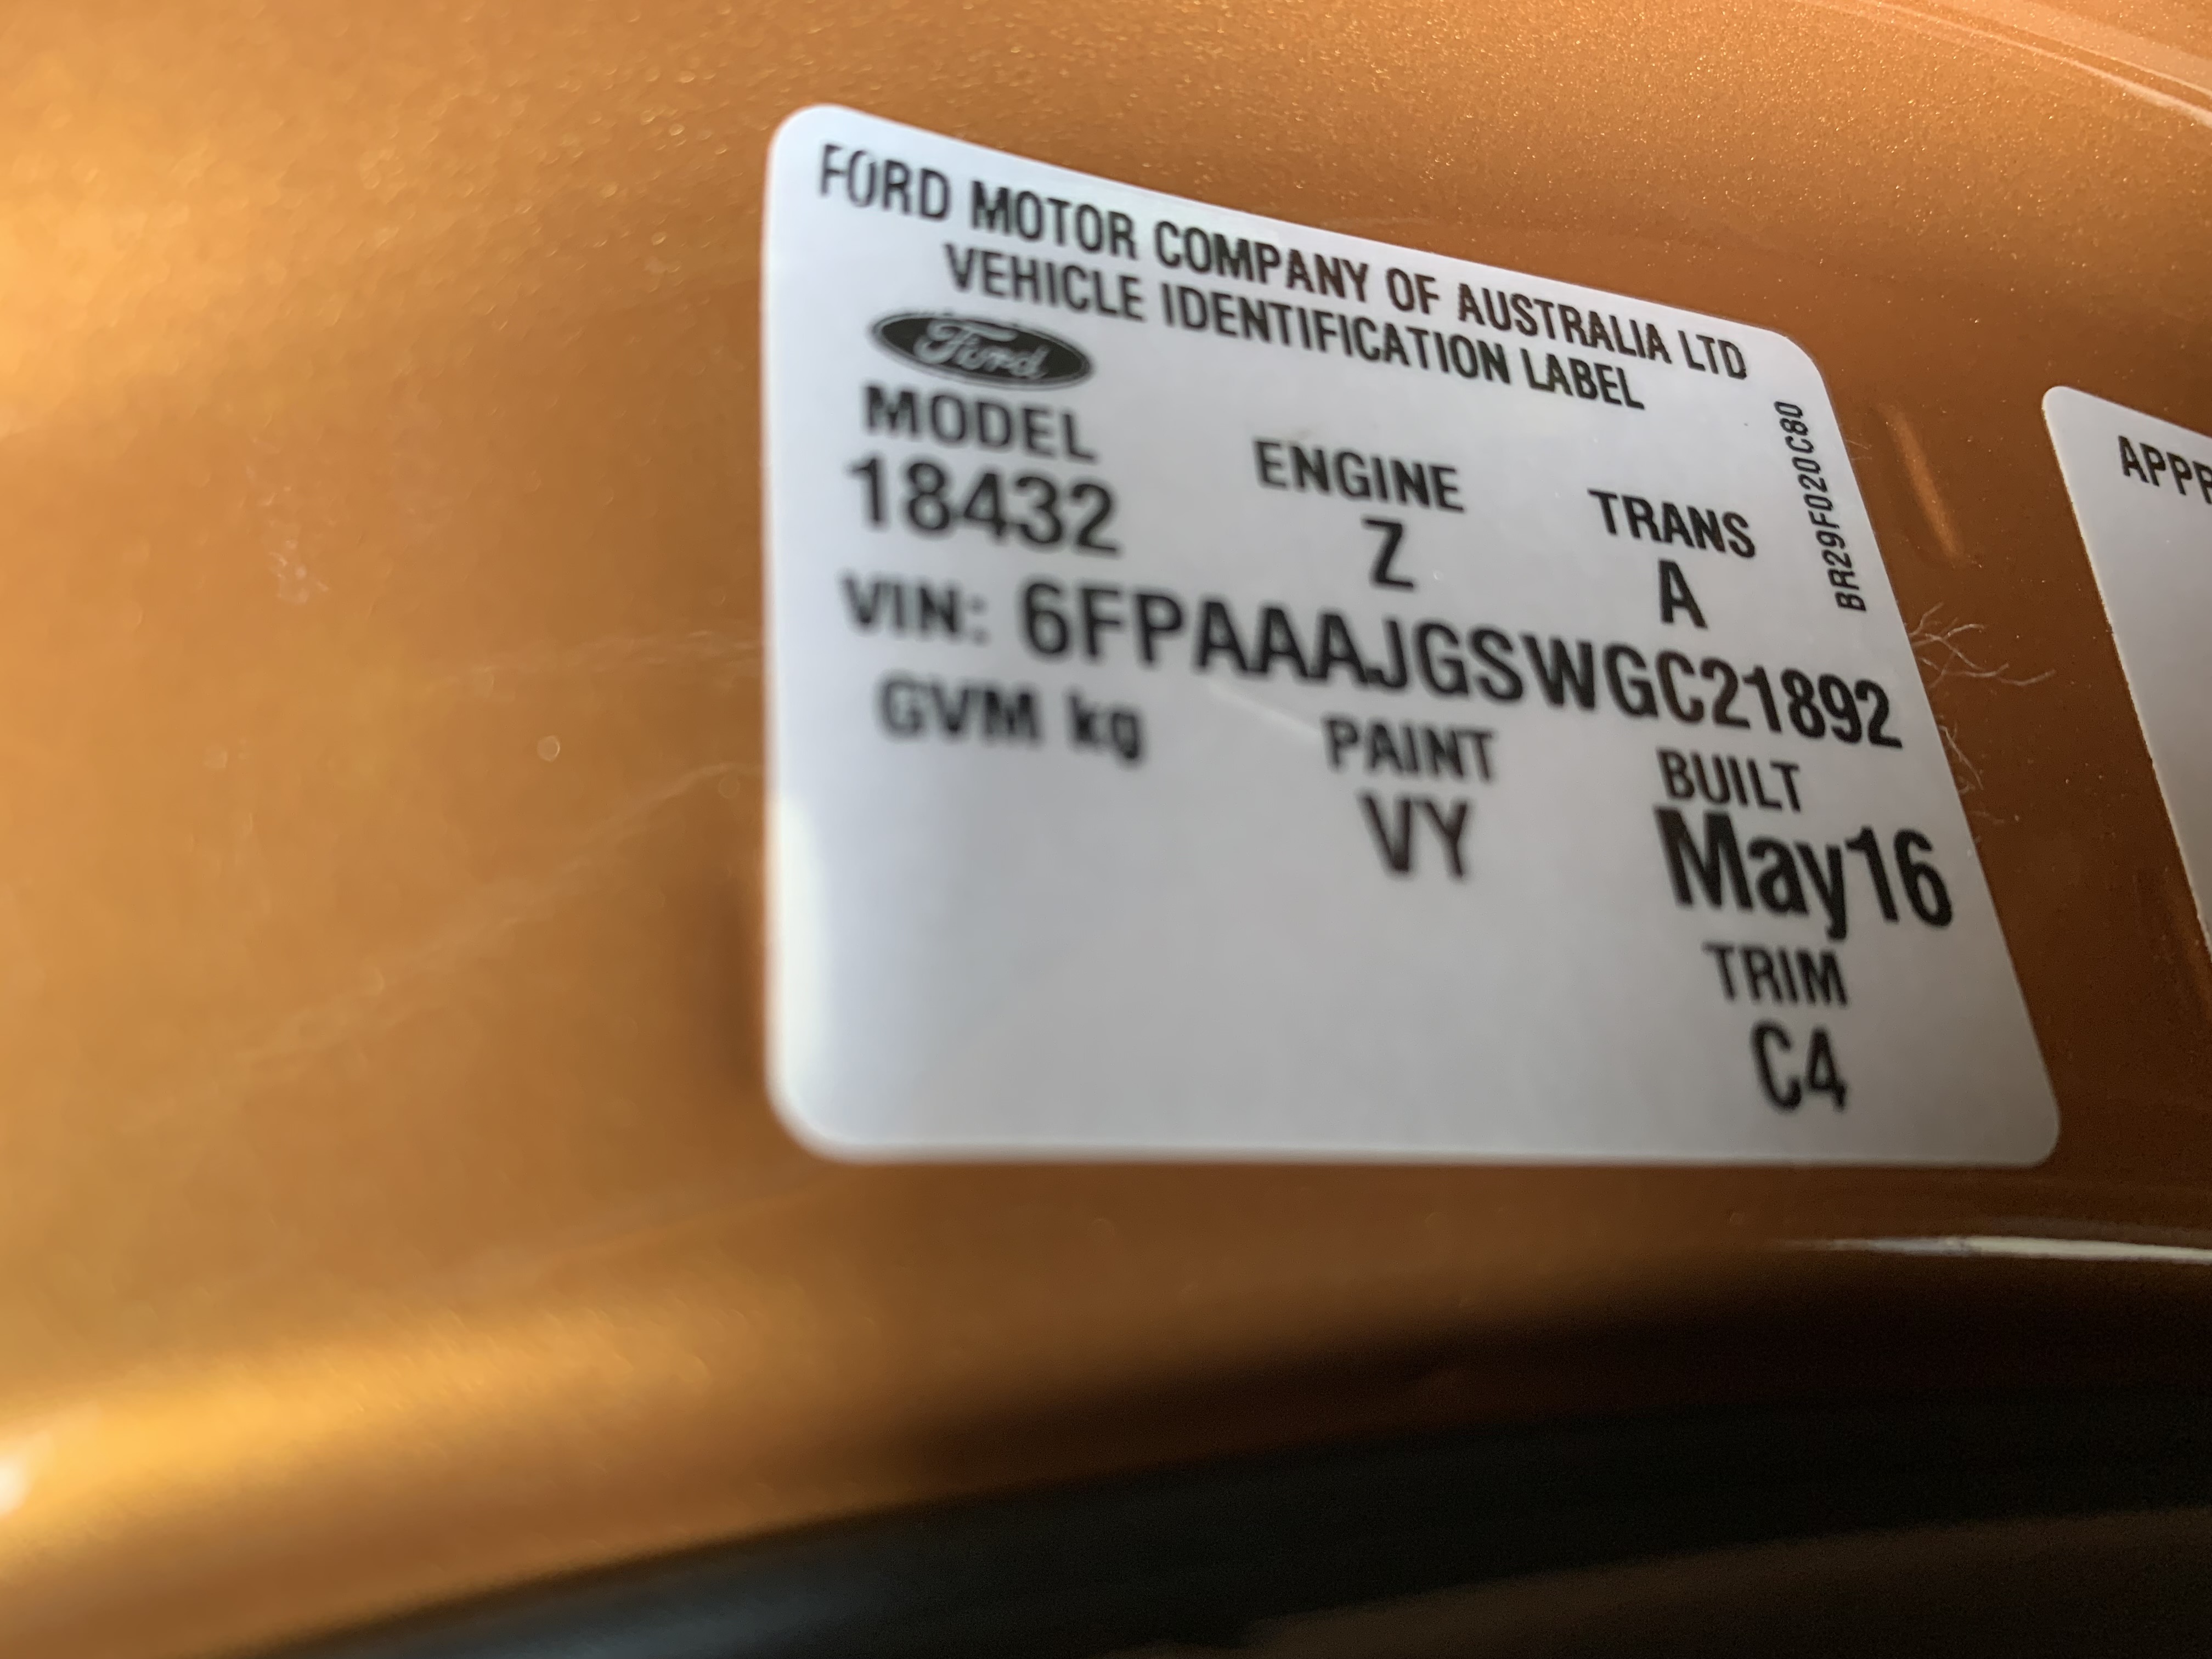 FORD MOTOR COMPANY OF AUSTRALIA LTD
VEHICLE IDENTIFICATION LABEL
Ford
MODEL ENGINE TRANS
18432 Z A
BR29F020C80
VIN: 6FPAAAJGSWGC21892
GVM kg PAINT BUILT
VY May16
TRIM
C4
APPR